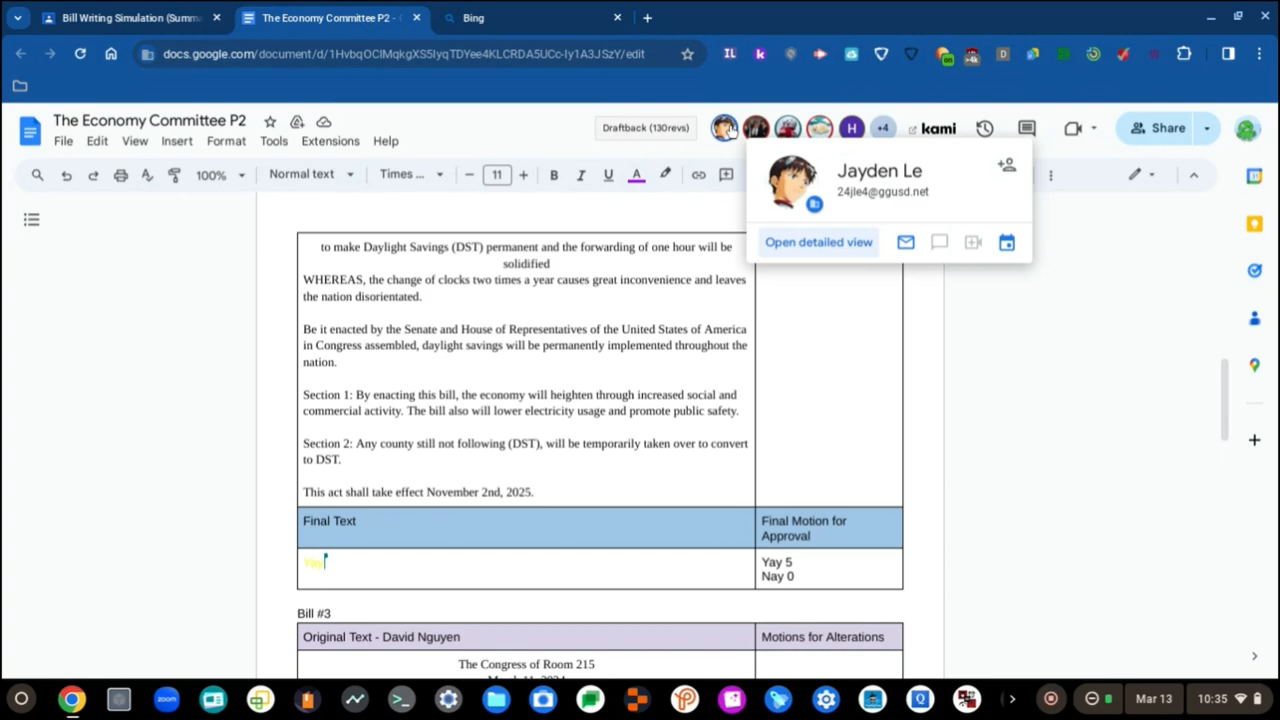 Bill Writing Simulation (Summ
The Economy Committee P2 -
Bing
docs.google.com/document/d/1HvbqOClMqkgXS5IyqTDYee4KLCRDA5UCc-Iy1A3JSzY/edit
The Economy Committee P2
File Edit View Insert Format Tools Extensions Help
Draftback (130revs)
H
+4
kami
Share
100%
Normal text
Times ...
11
B I U A
Jayden Le
24jle4@ggusd.net
Open detailed view
to make Daylight Savings (DST) permanent and the forwarding of one hour will be
solidified
WHEREAS, the change of clocks two times a year causes great inconvenience and leaves
the nation disorientated.
Be it enacted by the Senate and House of Representatives of the United States of America
in Congress assembled, daylight savings will be permanently implemented throughout the
nation.
Section 1: By enacting this bill, the economy will heighten through increased social and
commercial activity. The bill also will lower electricity usage and promote public safety.
Section 2: Any county still not following (DST), will be temporarily taken over to convert
to DST.
This act shall take effect November 2nd, 2025.
Final Text
Final Motion for
Approval
Yay
Yay 5
Nay 0
Bill #3
Original Text - David Nguyen
Motions for Alterations
The Congress of Room 215
zoom
Mar 13
10:35